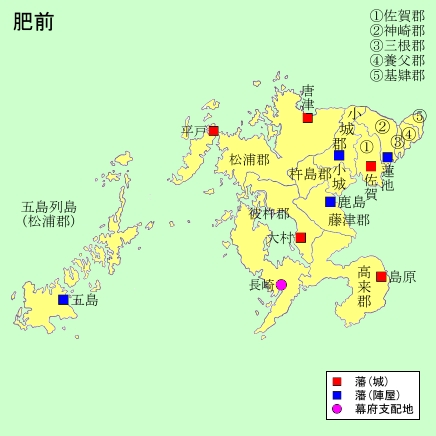 肥前
①佐賀郡
②神崎郡
③三根郡
④養父郡
⑤基肄郡
唐津
平戸
小城郡
⑤
②
④
③
①
松浦郡
杵島郡
小城
佐賀
蓮池
鹿島
五島列島
(松浦郡)
彼杵郡
藤津郡
大村
高来郡
長崎
島原
五島
藩(城)
藩(陣屋)
幕府支配地